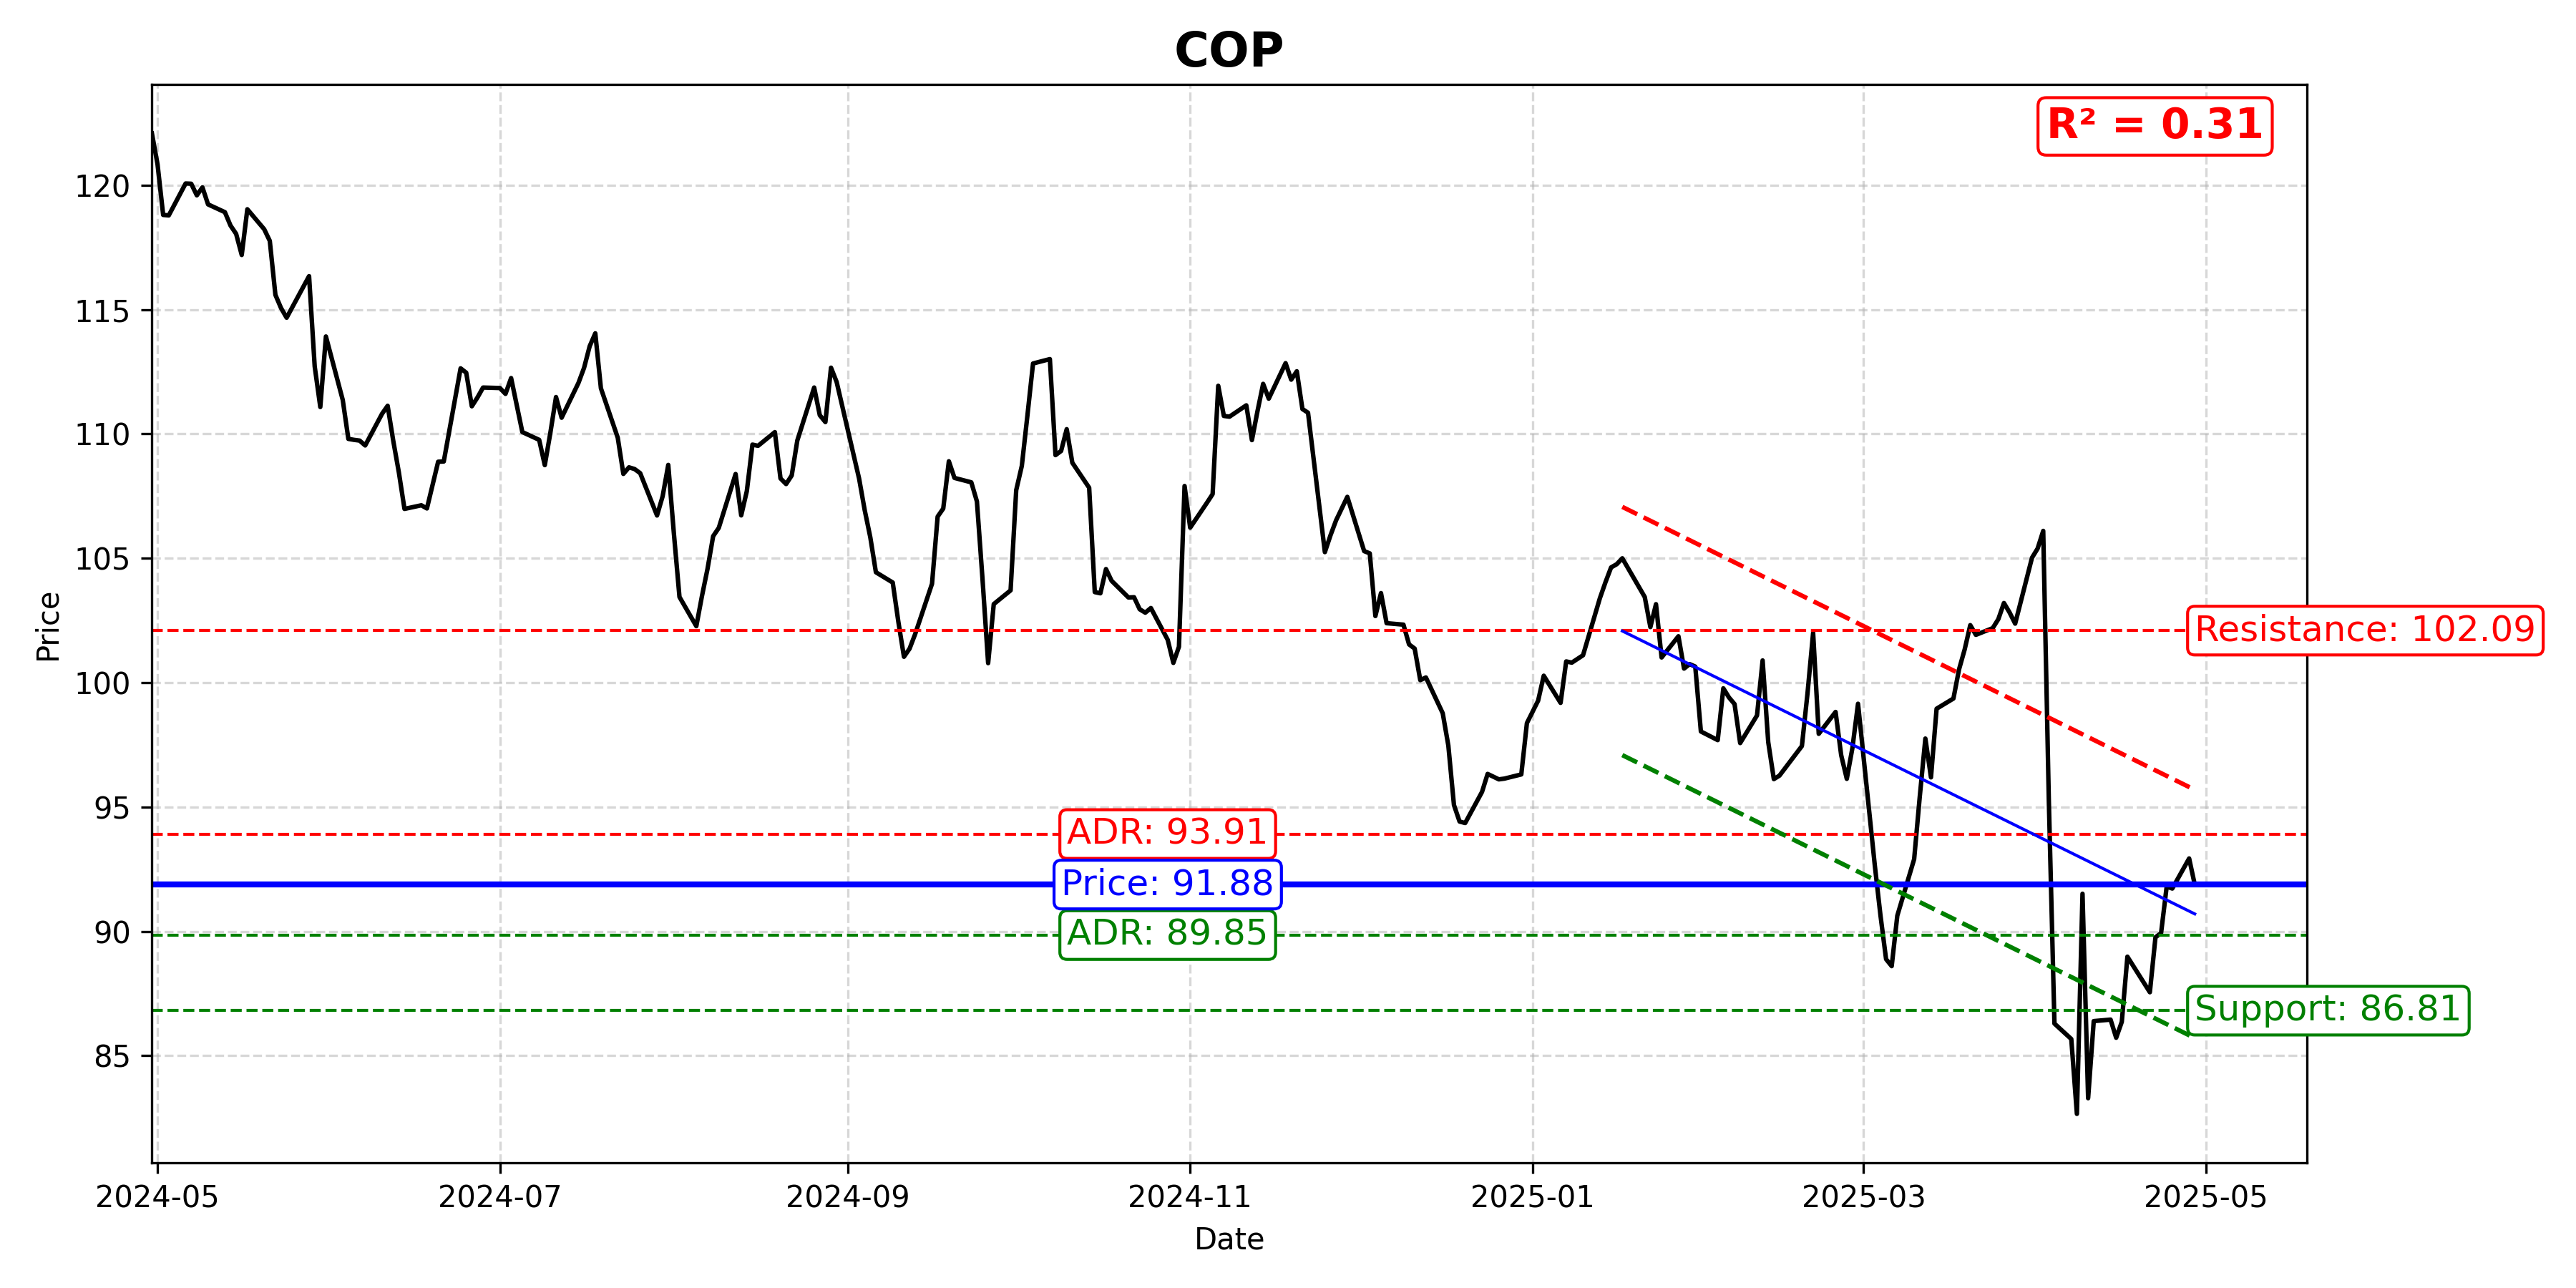 COP
R² = 0.31
Price
120
115
110
105
100
95
90
85
Resistance: 102.09
ADR: 93.91
Price: 91.88
ADR: 89.85
Support: 86.81
2024-05
2024-07
2024-09
2024-11
2025-01
2025-03
2025-05
Date